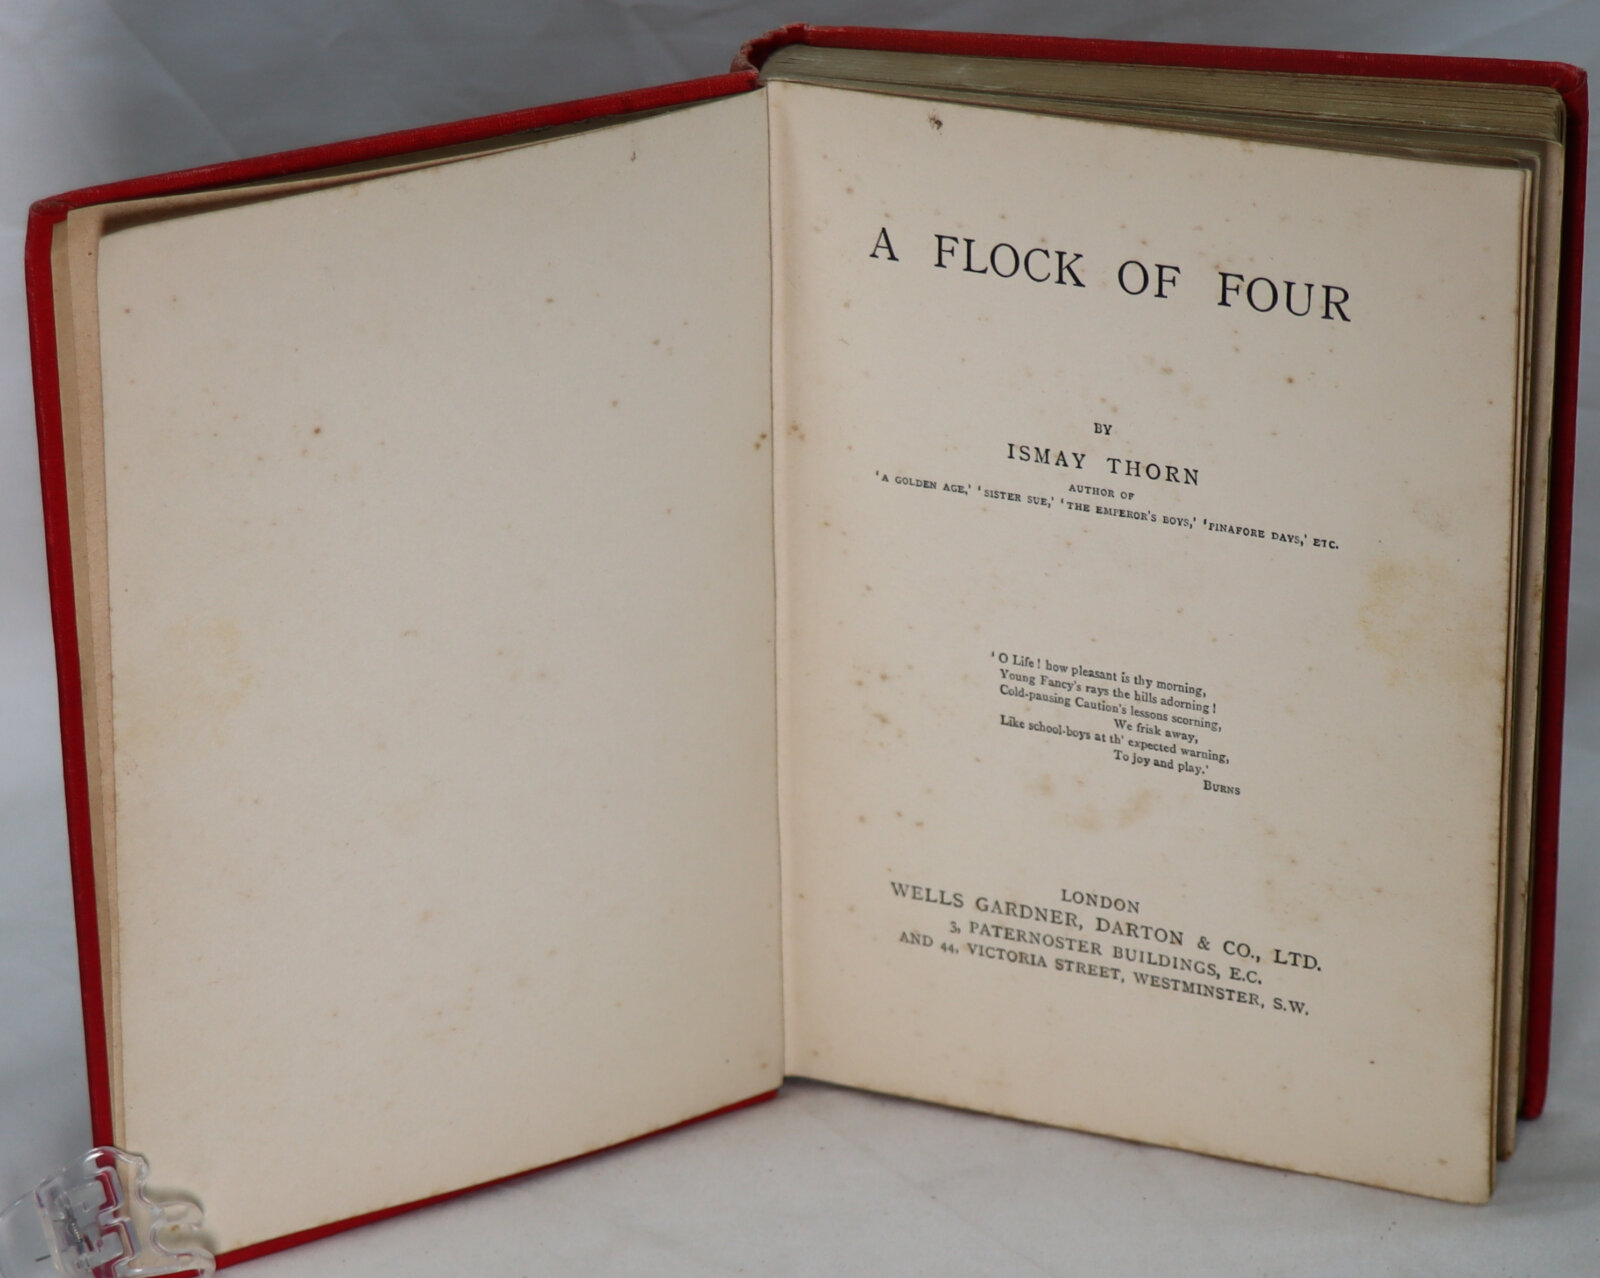 A FLOCK OF FOUR
BY
ISMAY THORN
AUTHOR OF
'A GOLDEN AGE,' 'SISTER SUE,' 'THE EMPEROR'S BOYS,' 'PINAFORE DAYS,' ETC.
'O Life! how pleasant is thy morning,
Young Fancy's rays the hills adorning!
Cold-pausing Caution's lessons scorning,
We frisk away,
Like school-boys at th' expected warning,
To joy and play.'
BURNS
LONDON
WELLS GARDNER, DARTON & CO., LTD.
3, PATERNOSTER BUILDINGS, E.C.
AND 44, VICTORIA STREET, WESTMINSTER, S.W.